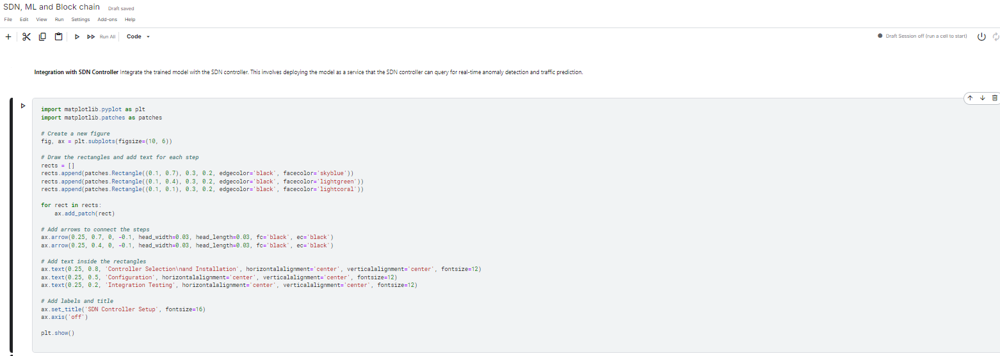 SDN, ML and Block chain Draft saved
File Edit View Run Settings Add-ons Help
Run All Code Draft Session off (run a cell to start)
Integration with SDN Controller Integrate the trained model with the SDN controller. This involves deploying the model as a service that the SDN controller can query for real-time anomaly detection and traffic prediction.
import matplotlib.pyplot as plt
import matplotlib.patches as patches
# Create a new figure
fig, ax = plt.subplots(figsize=(10, 6))
# Draw the rectangles and add text for each step
rects = []
rects.append(patches.Rectangle((0.1, 0.7), 0.3, 0.2, edgecolor='black', facecolor='skyblue'))
rects.append(patches.Rectangle((0.1, 0.4), 0.3, 0.2, edgecolor='black', facecolor='lightgreen'))
rects.append(patches.Rectangle((0.1, 0.1), 0.3, 0.2, edgecolor='black', facecolor='lightcoral'))
for rect in rects:
    ax.add_patch(rect)
# Add arrows to connect the steps
ax.arrow(0.25, 0.7, 0, -0.1, head_width=0.03, head_length=0.03, fc='black', ec='black')
ax.arrow(0.25, 0.4, 0, -0.1, head_width=0.03, head_length=0.03, fc='black', ec='black')
# Add text inside the rectangles
ax.text(0.25, 0.8, 'Controller Selection\nand Installation', horizontalalignment='center', verticalalignment='center', fontsize=12)
ax.text(0.25, 0.5, 'Configuration', horizontalalignment='center', verticalalignment='center', fontsize=12)
ax.text(0.25, 0.2, 'Integration Testing', horizontalalignment='center', verticalalignment='center', fontsize=12)
# Add labels and title
ax.set_title('SDN Controller Setup', fontsize=16)
ax.axis('off')
plt.show()